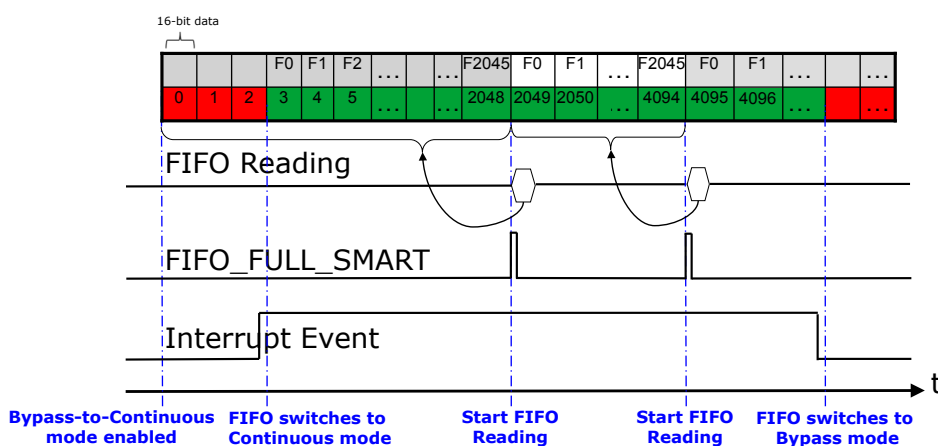 16-bit data
F0 F1 F2 ... ... F2045 F0 F1 ... F2045 F0 F1 ... ...
0 1 2 3 4 5 ... ... 2048 2049 2050 ... 4094 4095 4096 ... ...
FIFO Reading
FIFO_FULL_SMART
Interrupt Event
t
Bypass-to-Continuous mode enabled
FIFO switches to Continuous mode
Start FIFO Reading
Start FIFO Reading
FIFO switches to Bypass mode